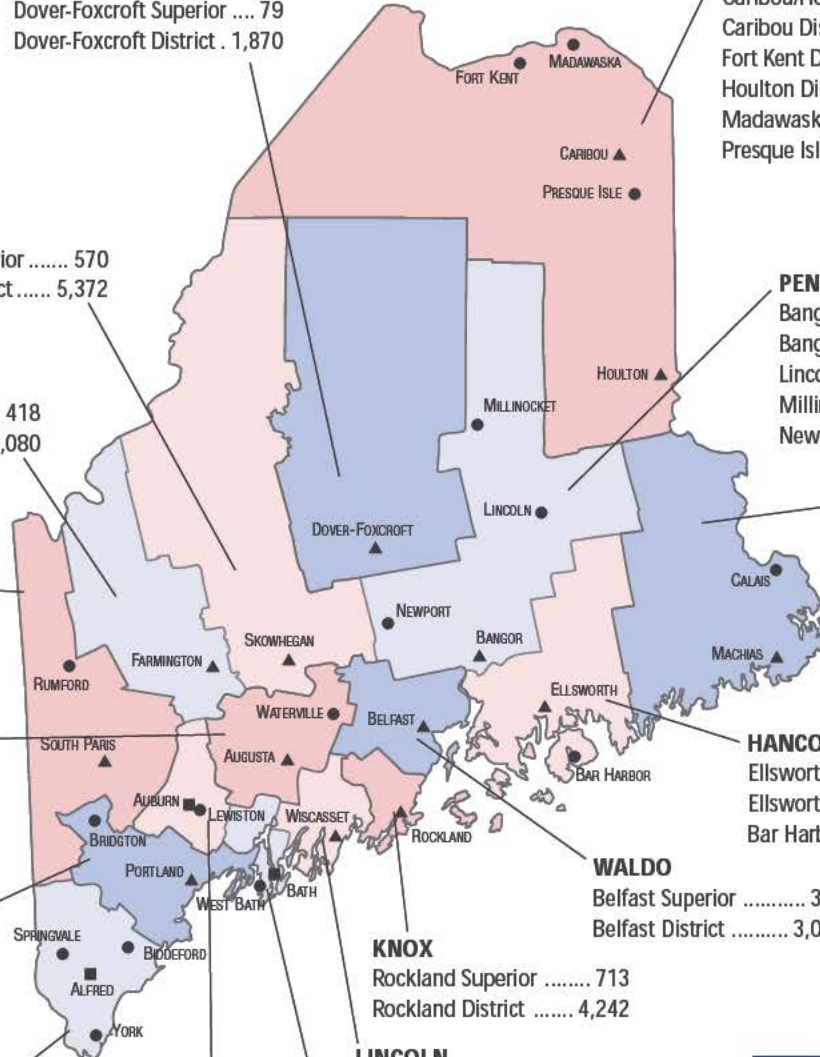 Dover-Foxcroft Superior .... 79
Dover-Foxcroft District . 1,870
Caribou Dis
Fort Kent D
Houlton Di
Madawask
Presque Isl
FORT KENT
MADAWASKA
CARIBOU
PRESQUE ISLE
ior ....... 570
ct ...... 5,372
PEN
Bang
Bang
Linco
Milli
New
HOULTON
418
,080
MILLINOCKET
LINCOLN
DOVER-FOXCROFT
CALAIS
NEWPORT
SKOWHEGAN
BANGOR
FARMINGTON
MACHIAS
RUMFORD
ELLSWORTH
WATERVILLE
BELFAST
SOUTH PARIS
AUGUSTA
HANCO
Ellswort
Ellswort
Bar Harb
BAR HARBOR
AUBURN
LEWISTON
WISCASSET
ROCKLAND
BRIDGTON
PORTLAND
WEST BATH
BATH
WALDO
Belfast Superior ........... 3
Belfast District .......... 3,0
SPRINGVALE
BIDDEFORD
ALFRED
YORK
KNOX
Rockland Superior ........ 713
Rockland District ....... 4,242
LINCOLN